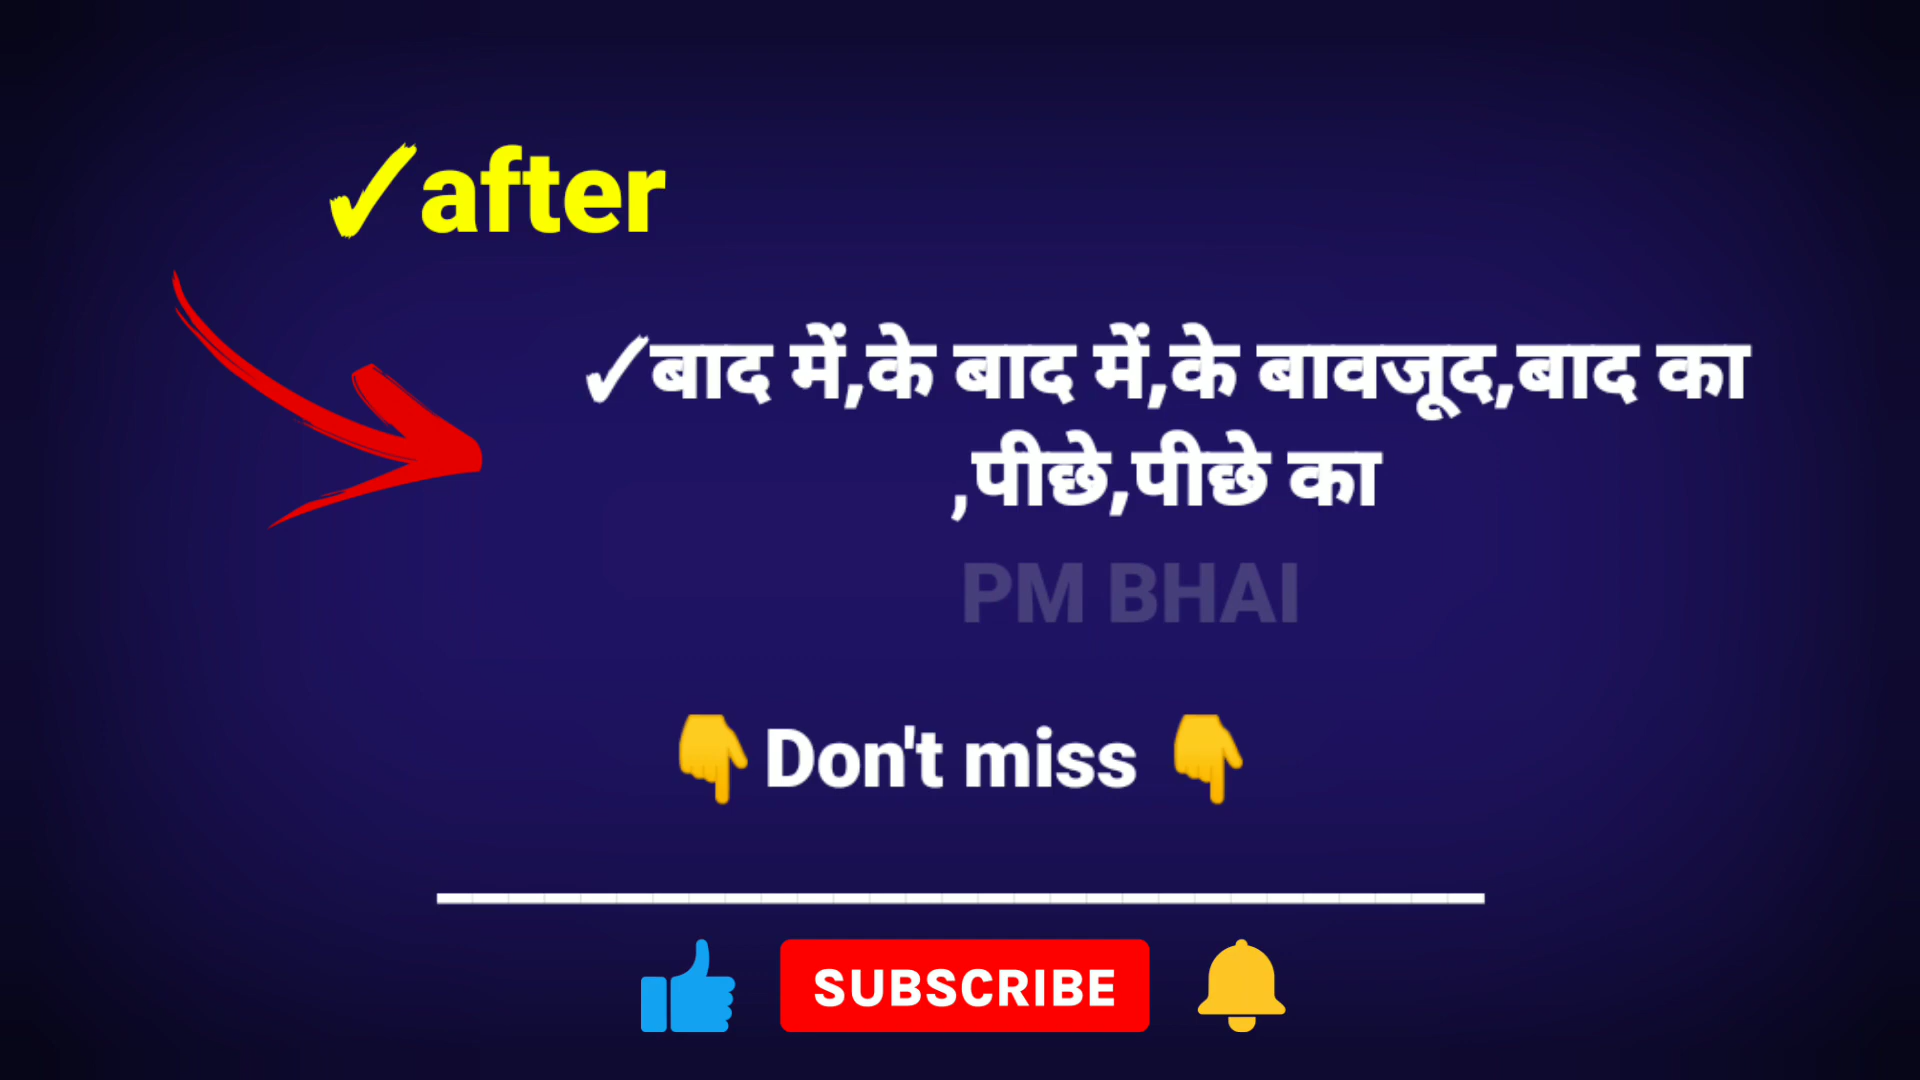 ✓after
✓बाद में,के बाद में,के बावजूद,बाद का
,पीछे,पीछे का
PM BHAI
👇Don't miss 👇
SUBSCRIBE